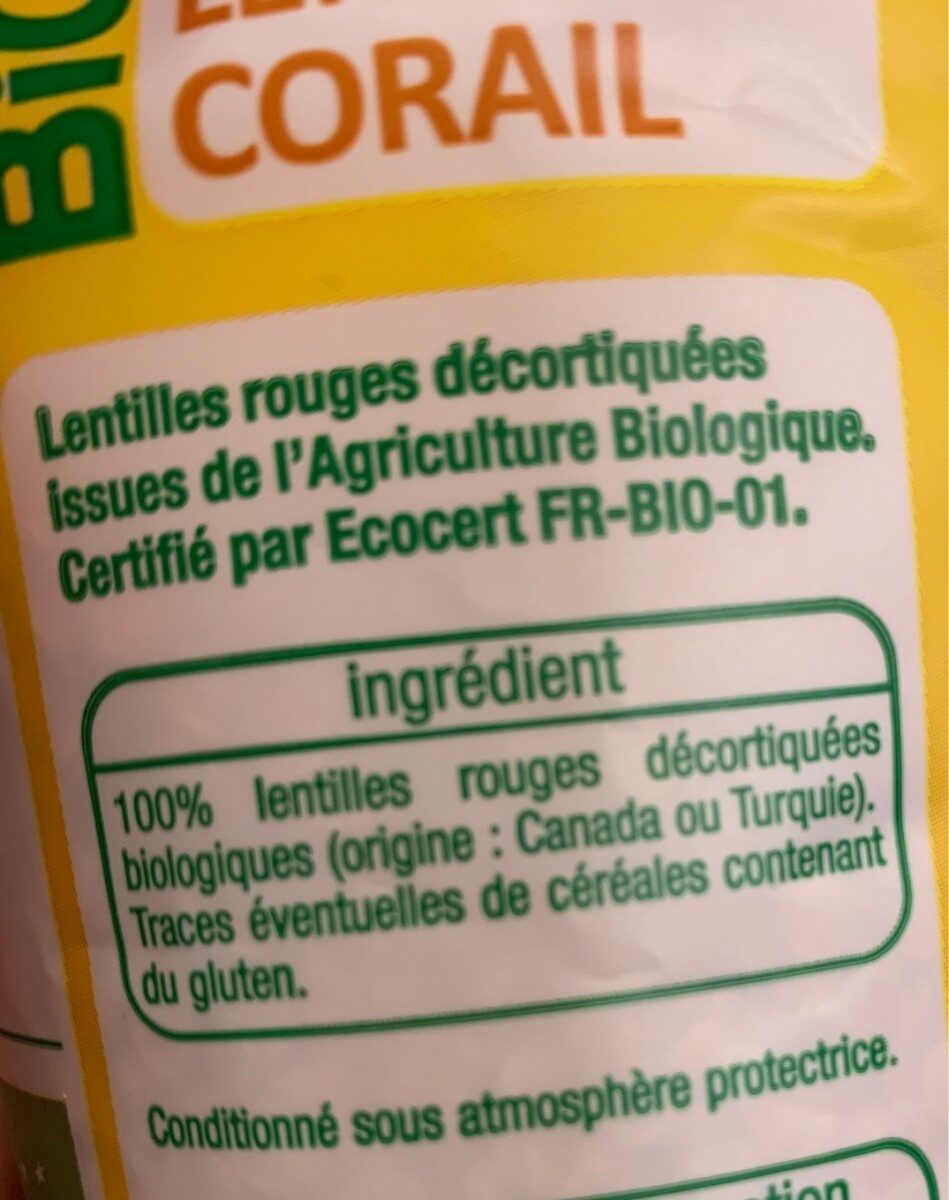 BIO
CORAIL
Lentilles rouges décortiquées
issues de l'Agriculture Biologique.
Certifié par Ecocert FR-BIO-01.
ingrédient
100% lentilles rouges décortiquées
biologiques (origine : Canada ou Turquie).
Traces éventuelles de céréales contenant
du gluten.
Conditionné sous atmosphère protectrice.